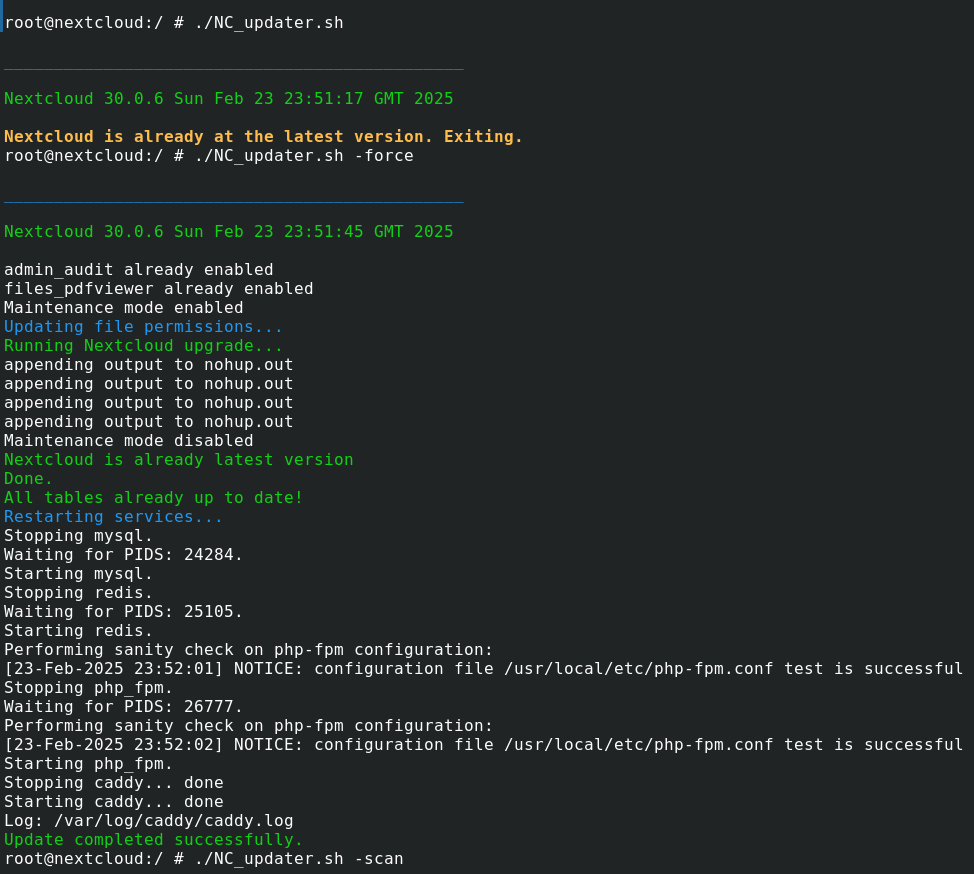 root@nextcloud:/ # ./NC_updater.sh
______________________________________________
Nextcloud 30.0.6 Sun Feb 23 23:51:17 GMT 2025
Nextcloud is already at the latest version. Exiting.
root@nextcloud:/ # ./NC_updater.sh -force
______________________________________________
Nextcloud 30.0.6 Sun Feb 23 23:51:45 GMT 2025
admin_audit already enabled
files_pdfviewer already enabled
Maintenance mode enabled
Updating file permissions...
Running Nextcloud upgrade...
appending output to nohup.out
appending output to nohup.out
appending output to nohup.out
appending output to nohup.out
Maintenance mode disabled
Nextcloud is already latest version
Done.
All tables already up to date!
Restarting services...
Stopping mysql.
Waiting for PIDS: 24284.
Starting mysql.
Stopping redis.
Waiting for PIDS: 25105.
Starting redis.
Performing sanity check on php-fpm configuration:
[23-Feb-2025 23:52:01] NOTICE: configuration file /usr/local/etc/php-fpm.conf test is successful
Stopping php_fpm.
Waiting for PIDS: 26777.
Performing sanity check on php-fpm configuration:
[23-Feb-2025 23:52:02] NOTICE: configuration file /usr/local/etc/php-fpm.conf test is successful
Starting php_fpm.
Stopping caddy... done
Starting caddy... done
Log: /var/log/caddy/caddy.log
Update completed successfully.
root@nextcloud:/ # ./NC_updater.sh -scan